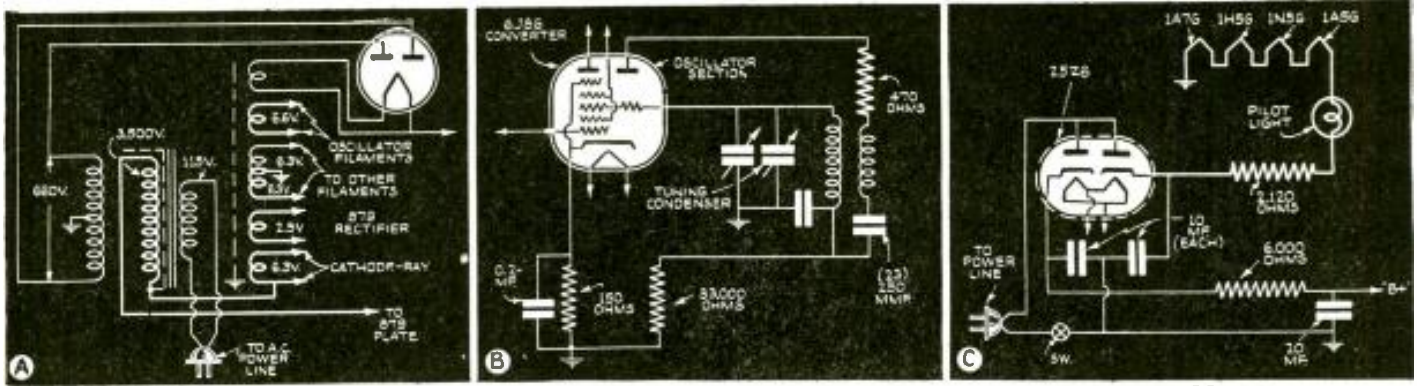 3,500V.
115V.
680V.
6.6V.
OSCILLATOR
FILAMENTS
6.3V.
TO OTHER
FILAMENTS
6.3V.
879
RECTIFIER
2.5V
6.3V.
CATHODE-RAY
TO
879
PLATE
TO A.C.
POWER
LINE
A
6J8G
CONVERTER
OSCILLATOR
SECTION
470
OHMS
TUNING
CONDENSER
0.2-
MF.
150
OHMS
33,000
OHMS
(23)
250
MMF.
B
1A7G 1H5G 1N5G 1A5G
25Z6
PILOT
LIGHT
2,120
OHMS
10
MF.
(EACH)
TO
POWER
LINE
6,000
OHMS
"B+"
SW.
20
MF.
C